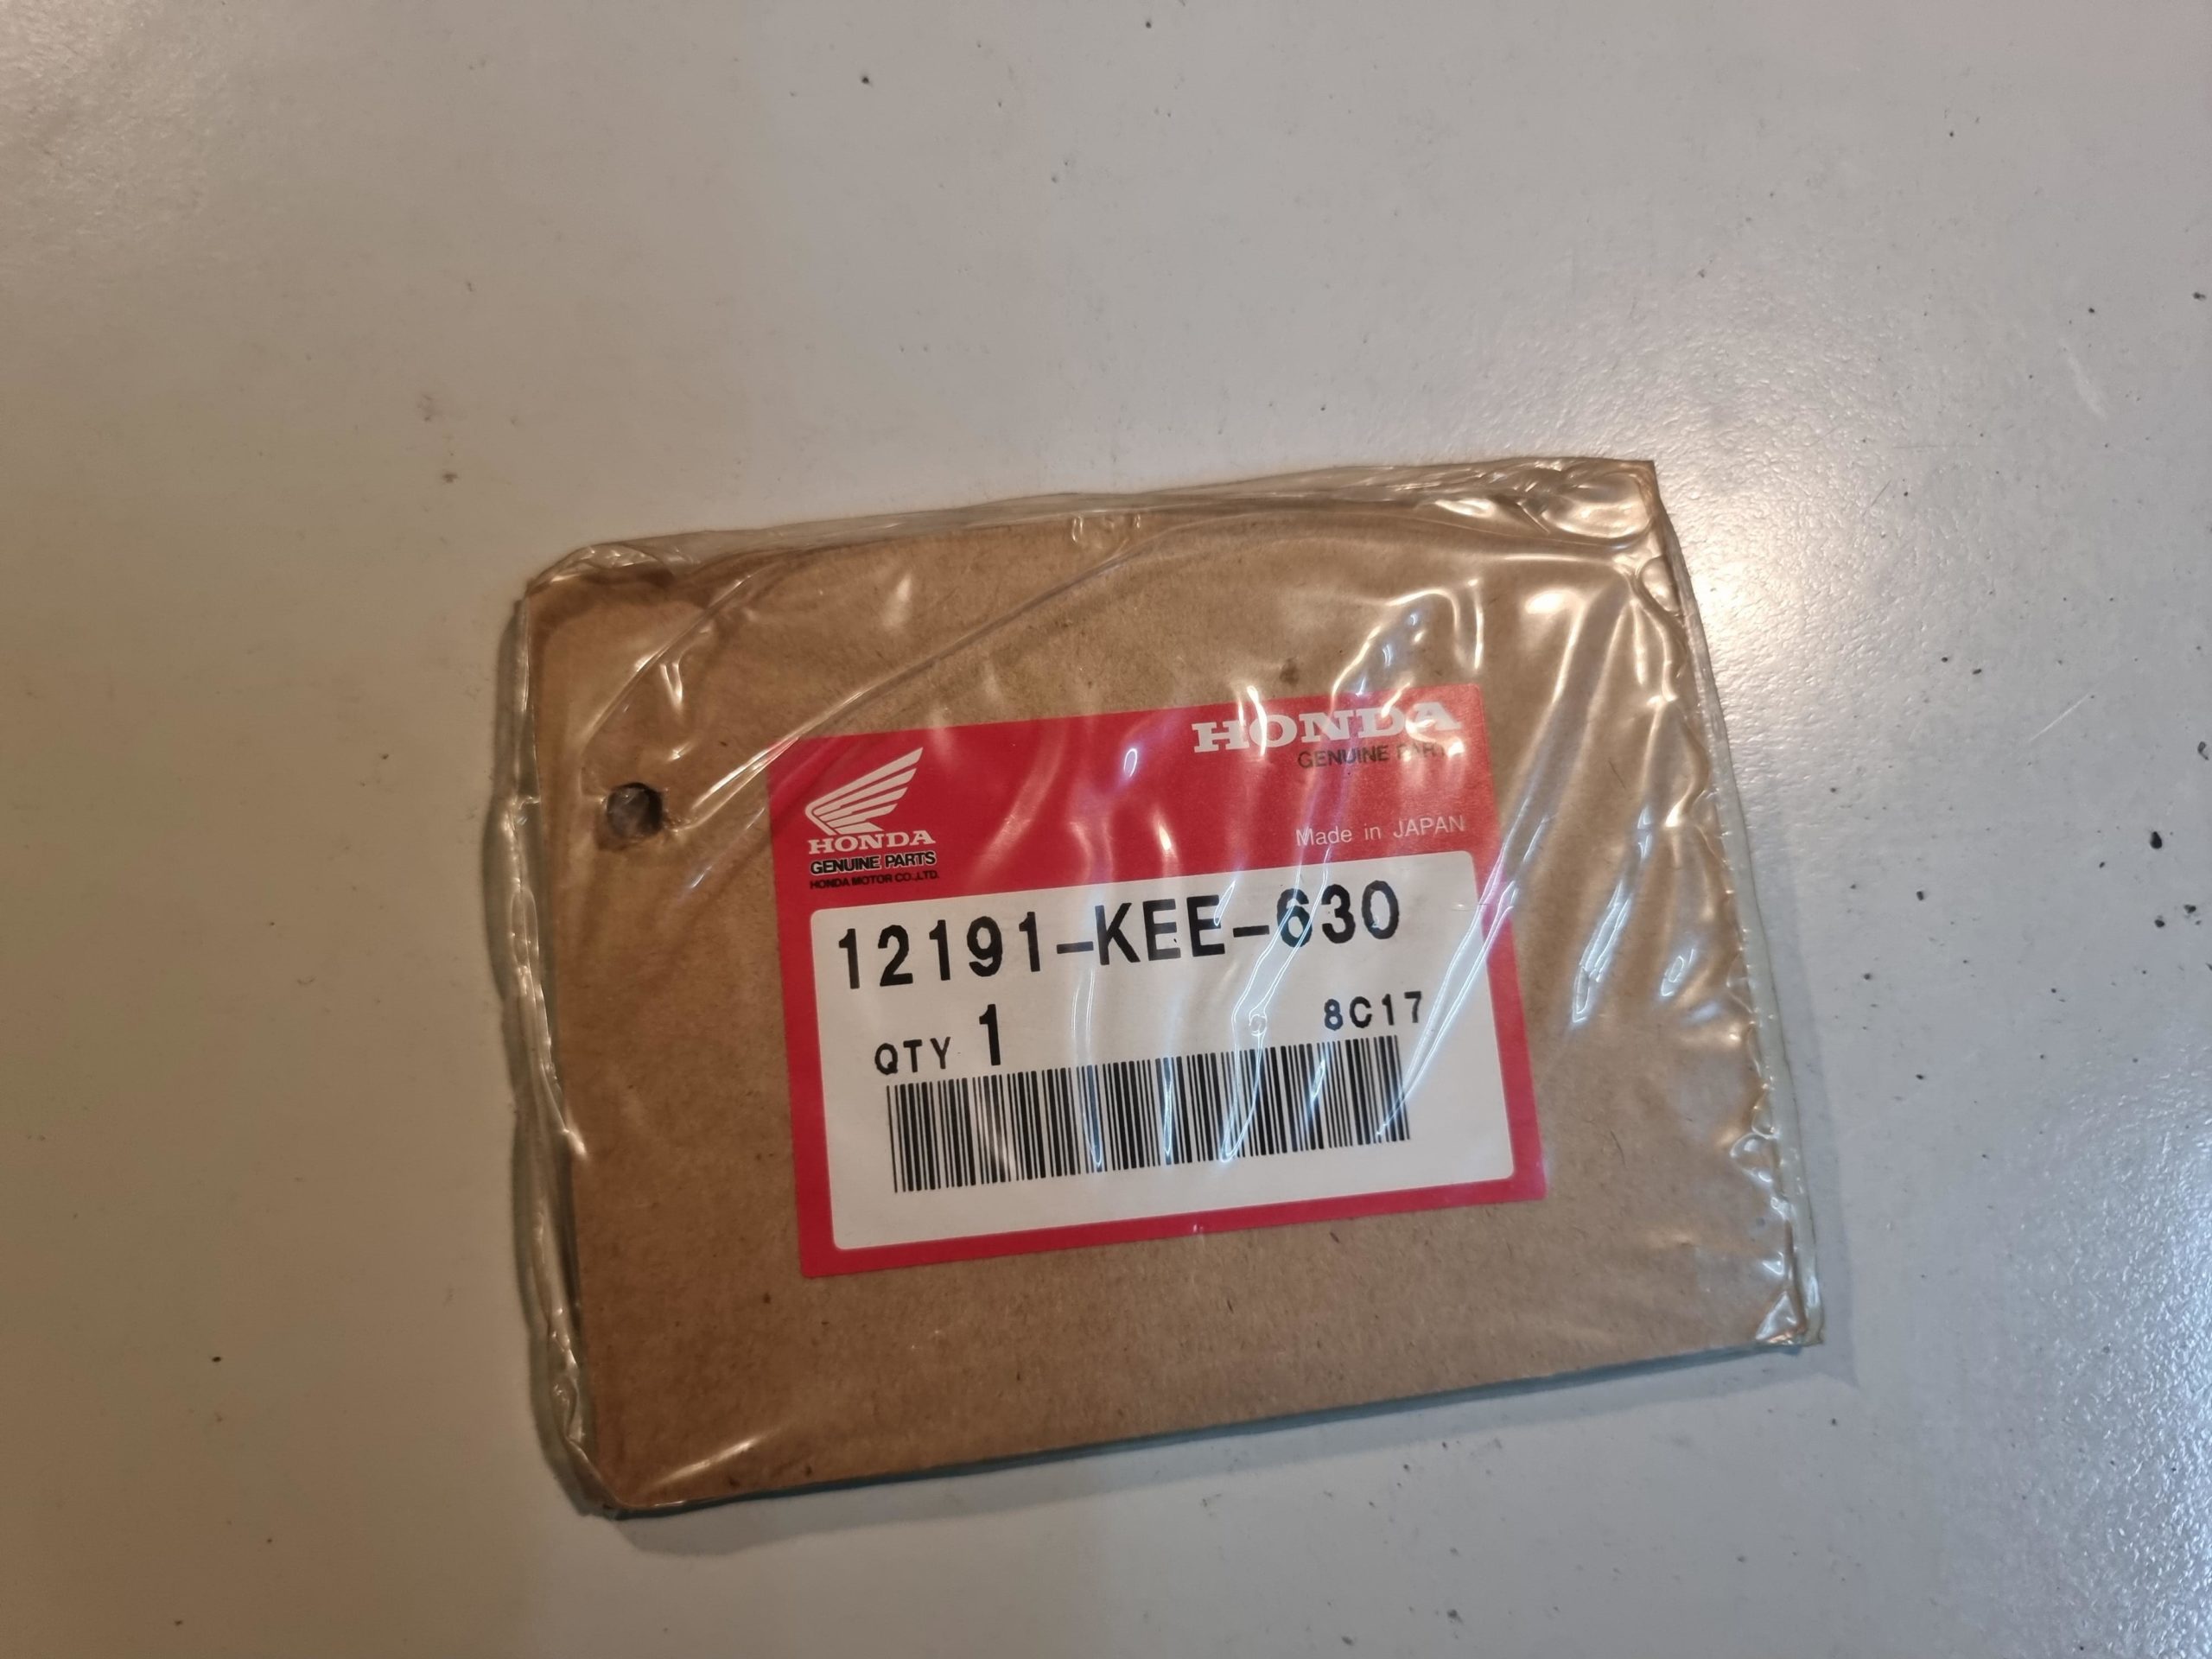 HONDA
GENUINE PARTS
HONDA
GENUINE PARTS
HONDA MOTOR CO.,LTD.
Made in JAPAN
12191-KEE-630
QTY 1
8C17